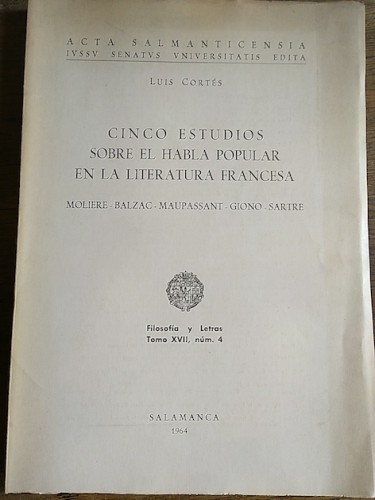 ACTA SALMANTICENSIA
IVSSV SENATVS VNIVERSITATIS EDITA
LUIS CORTÉS
CINCO ESTUDIOS
SOBRE EL HABLA POPULAR
EN LA LITERATURA FRANCESA
MOLIERE - BALZAC - MAUPASSANT - GIONO - SARTRE
Filosofía y Letras
Tomo XVII, núm. 4
SALAMANCA
1964